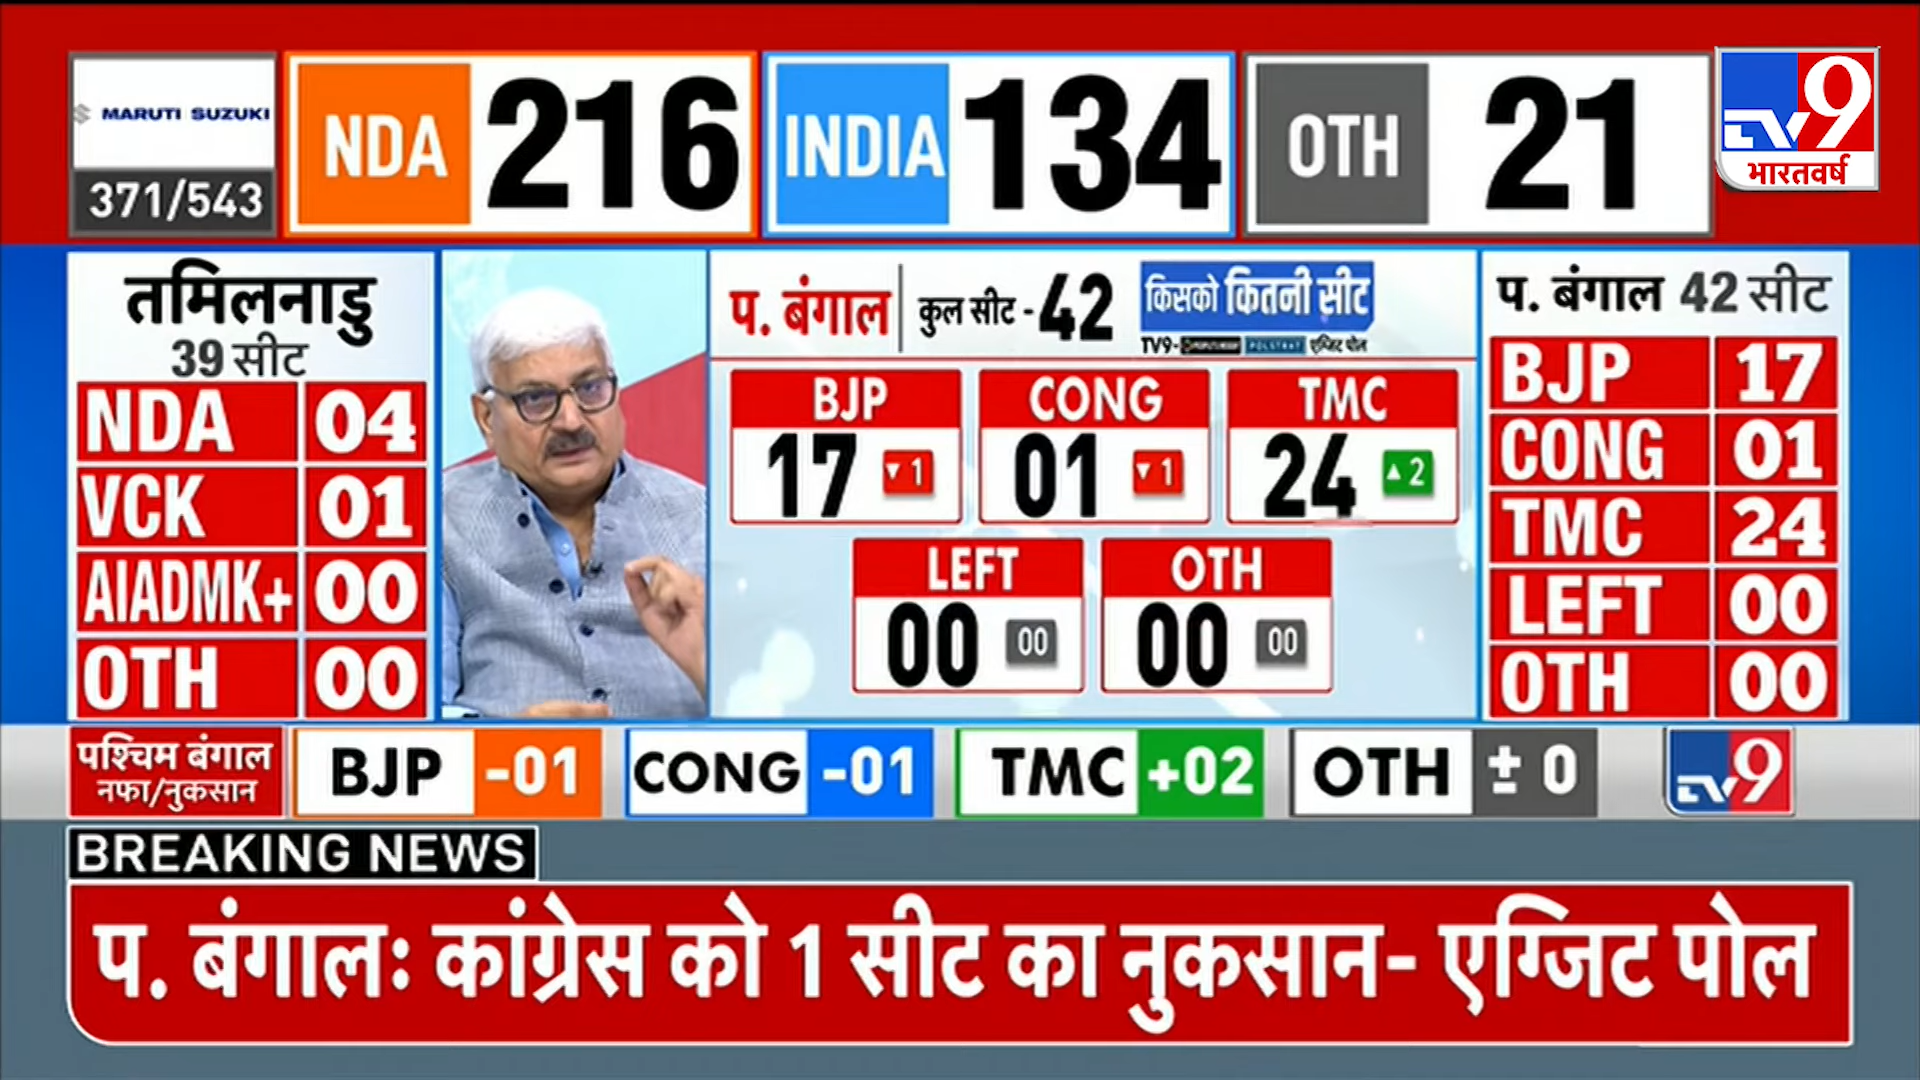 MARUTI SUZUKI
371/543
NDA 216
INDIA 134
OTH 21
TV9
भारतवर्ष
तमिलनाडु
39 सीट
NDA 04
VCK 01
AIADMK+ 00
OTH 00
प. बंगाल कुल सीट - 42 किसको कितनी सीट
TV9- POLSTRAT एग्जिट पोल
BJP CONG TMC
17 ▼1 01 ▼1 24 ▲2
LEFT OTH
00 00 00 00
प. बंगाल 42 सीट
BJP 17
CONG 01
TMC 24
LEFT 00
OTH 00
पश्चिम बंगाल
नफा/नुकसान
BJP -01 CONG -01 TMC +02 OTH ± 0 TV9
BREAKING NEWS
प. बंगालः कांग्रेस को 1 सीट का नुकसान- एग्जिट पोल